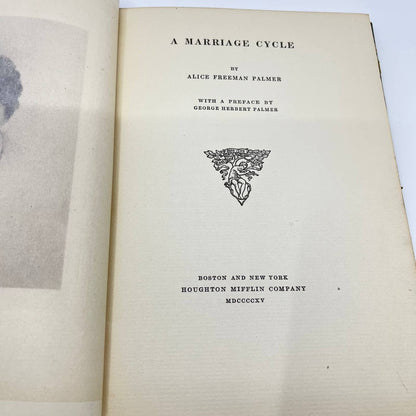 A MARRIAGE CYCLE
BY
ALICE FREEMAN PALMER
WITH A PREFACE BY
GEORGE HERBERT PALMER
BOSTON AND NEW YORK
HOUGHTON MIFFLIN COMPANY
MDCCCCXV